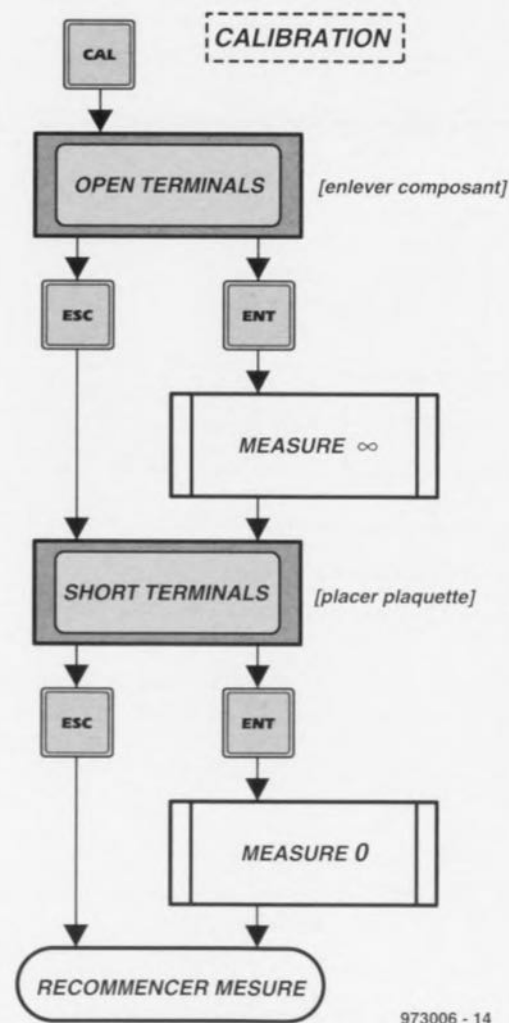 CALIBRATION
CAL
OPEN TERMINALS
[enlever composant]
ESC
ENT
MEASURE ∞
SHORT TERMINALS
[placer plaquette]
ESC
ENT
MEASURE 0
RECOMMENCER MESURE
973006 - 14